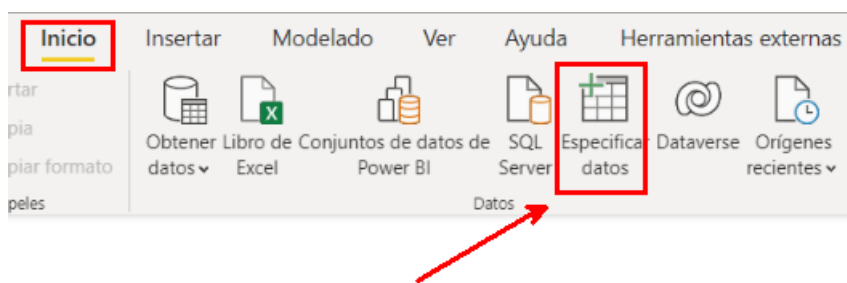 Inicio Insertar Modelado Ver Ayuda Herramientas externas
rtar
pia
piar formato
peles
Obtener datos
Libro de Excel
Conjuntos de datos de Power BI
SQL Server
Especificar datos
Dataverse
Orígenes recientes
Datos